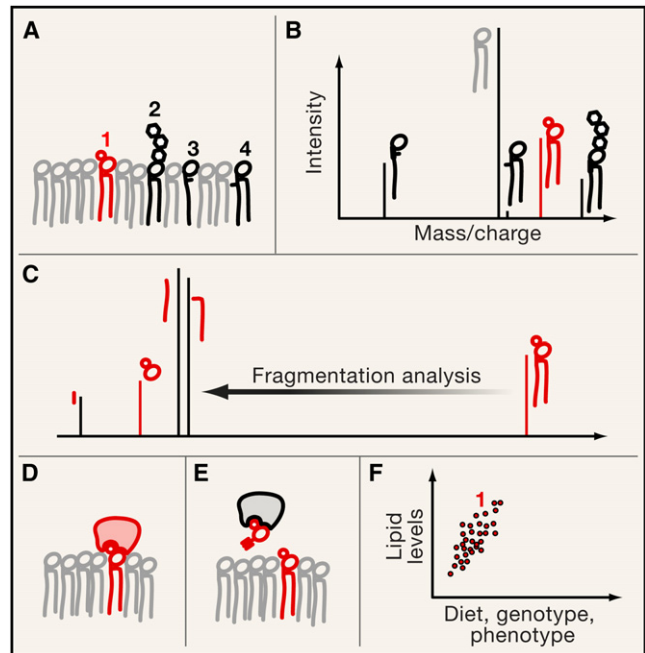 A
1
2
3
4
B
Intensity
Mass/charge
C
Fragmentation analysis
D
E
F
1
Lipid
levels
Diet, genotype,
phenotype